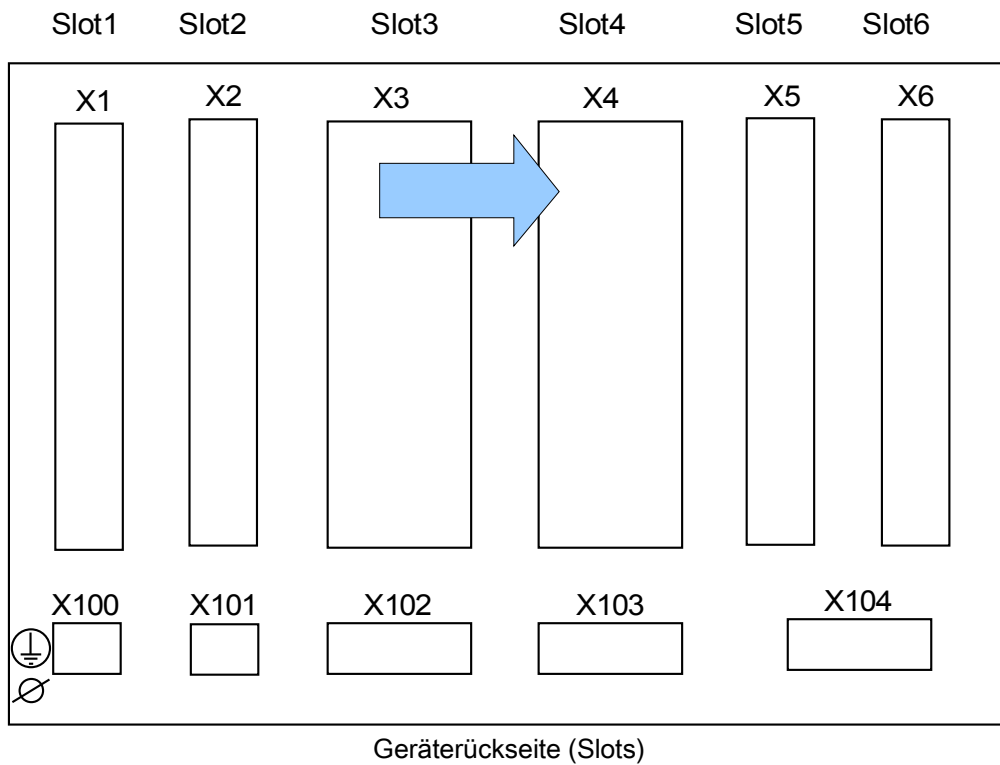 Slot1 Slot2 Slot3 Slot4 Slot5 Slot6
X1 X2 X3 X4 X5 X6
X100 X101 X102 X103 X104
Geräterückseite (Slots)